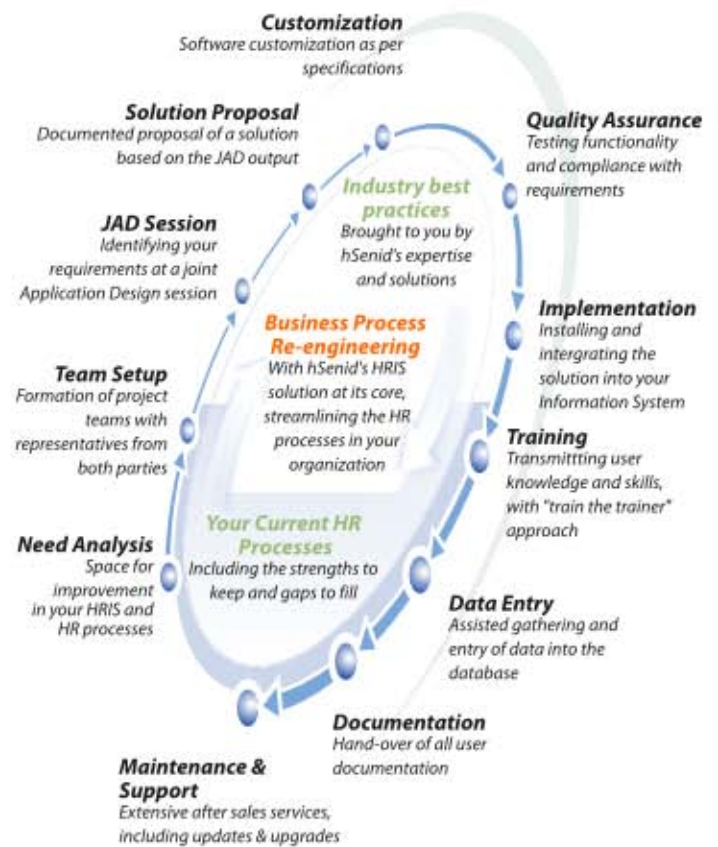 Customization
Software customization as per
specifications
Solution Proposal
Documented proposal of a solution
based on the JAD output
Quality Assurance
Testing functionality
and compliance with
requirements
Industry best
practices
Brought to you by
hSenid's expertise
and solutions
JAD Session
Identifying your
requirements at a joint
Application Design session
Business Process
Re-engineering
With hSenid's HRIS
solution at its core,
streamlining the HR
processes in your
organization
Implementation
Installing and
intergrating the
solution into your
Information System
Team Setup
Formation of project
teams with
representatives from
both parties
Training
Transmittting user
knowledge and skills,
with "train the trainer"
approach
Your Current HR
Processes
Including the strengths to
keep and gaps to fill
Need Analysis
Space for
improvement
in your HRIS and
HR processes
Data Entry
Assisted gathering and
entry of data into the
database
Documentation
Hand-over of all user
documentation
Maintenance &
Support
Extensive after sales services,
including updates & upgrades